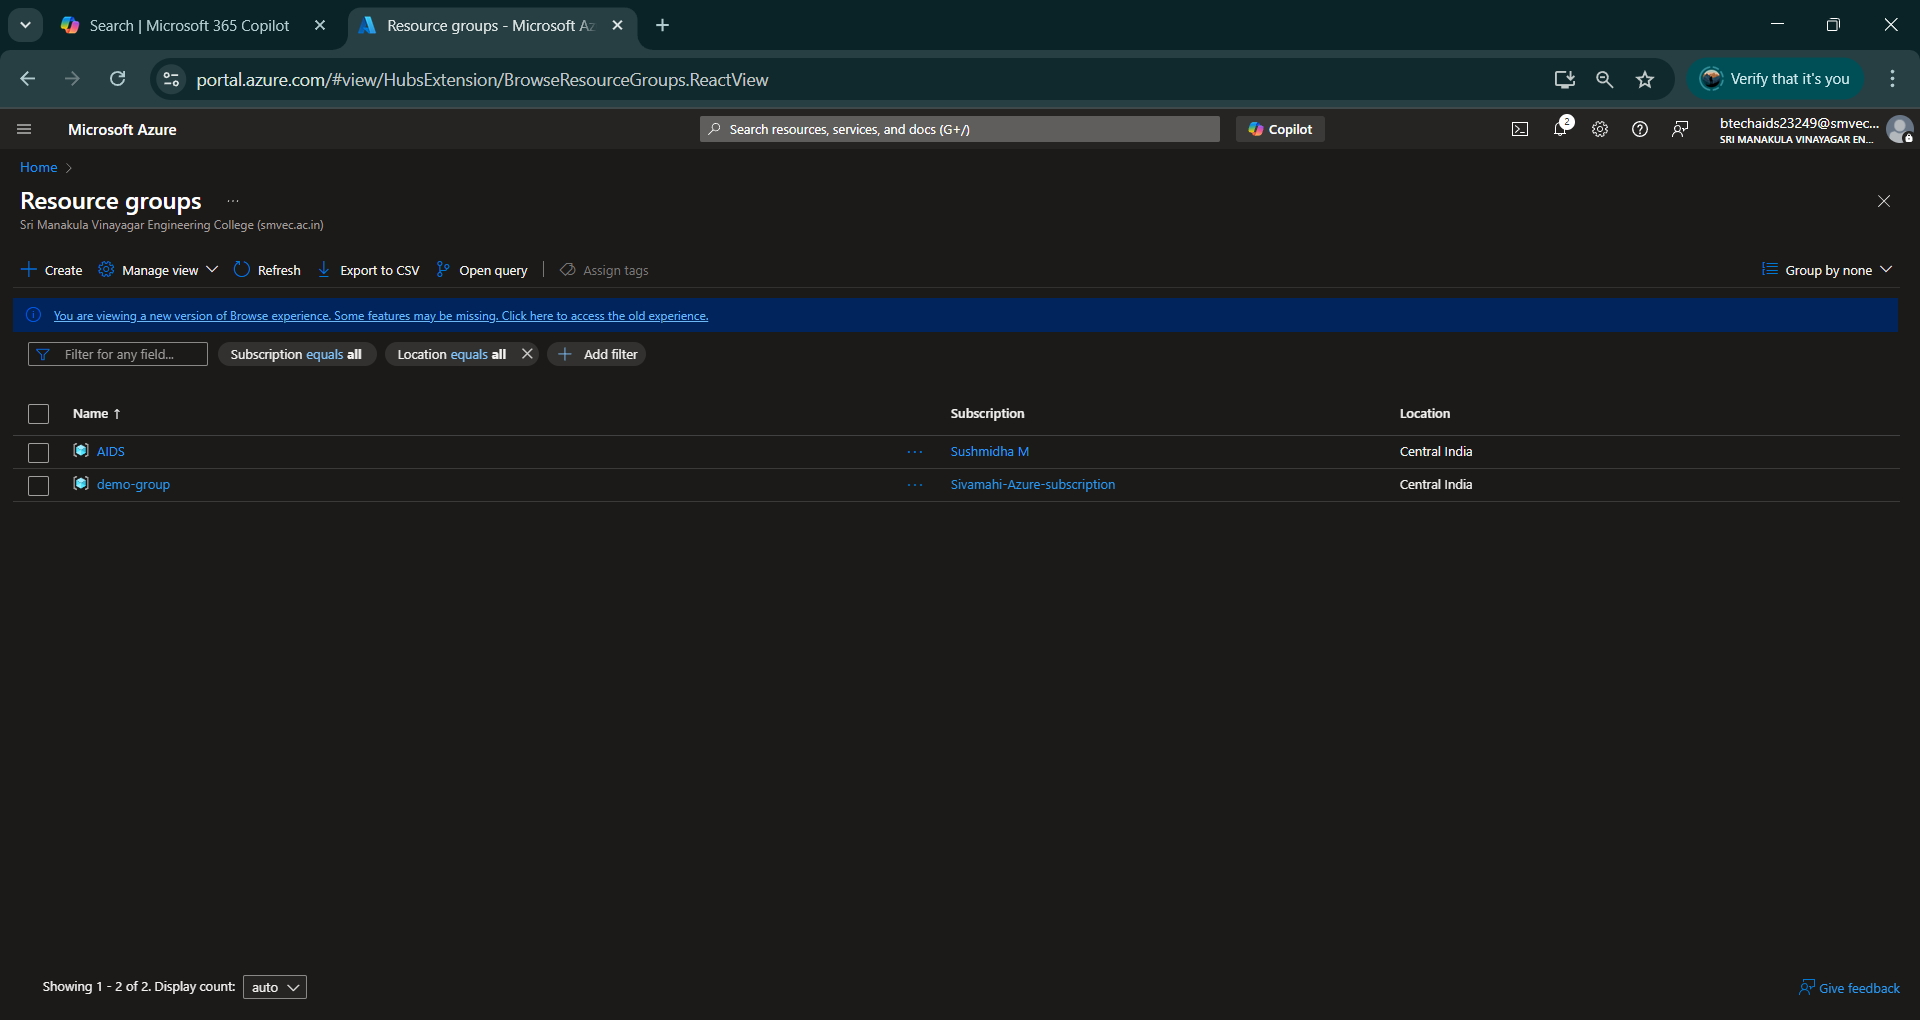 Search | Microsoft 365 Copilot
Resource groups - Microsoft Az
portal.azure.com/#view/HubsExtension/BrowseResourceGroups.ReactView
Verify that it's you
Microsoft Azure
Search resources, services, and docs (G+/)
Copilot
2
btechaids23249@smvec...
SRI MANAKULA VINAYAGAR EN...
Home >
Resource groups ...
Sri Manakula Vinayagar Engineering College (smvec.ac.in)
Create
Manage view
Refresh
Export to CSV
Open query
Assign tags
Group by none
You are viewing a new version of Browse experience. Some features may be missing. Click here to access the old experience.
Filter for any field...
Subscription equals all
Location equals all
Add filter
Name ↑ Subscription Location
AIDS ... Sushmidha M Central India
demo-group ... Sivamahi-Azure-subscription Central India
Showing 1 - 2 of 2. Display count: auto
Give feedback